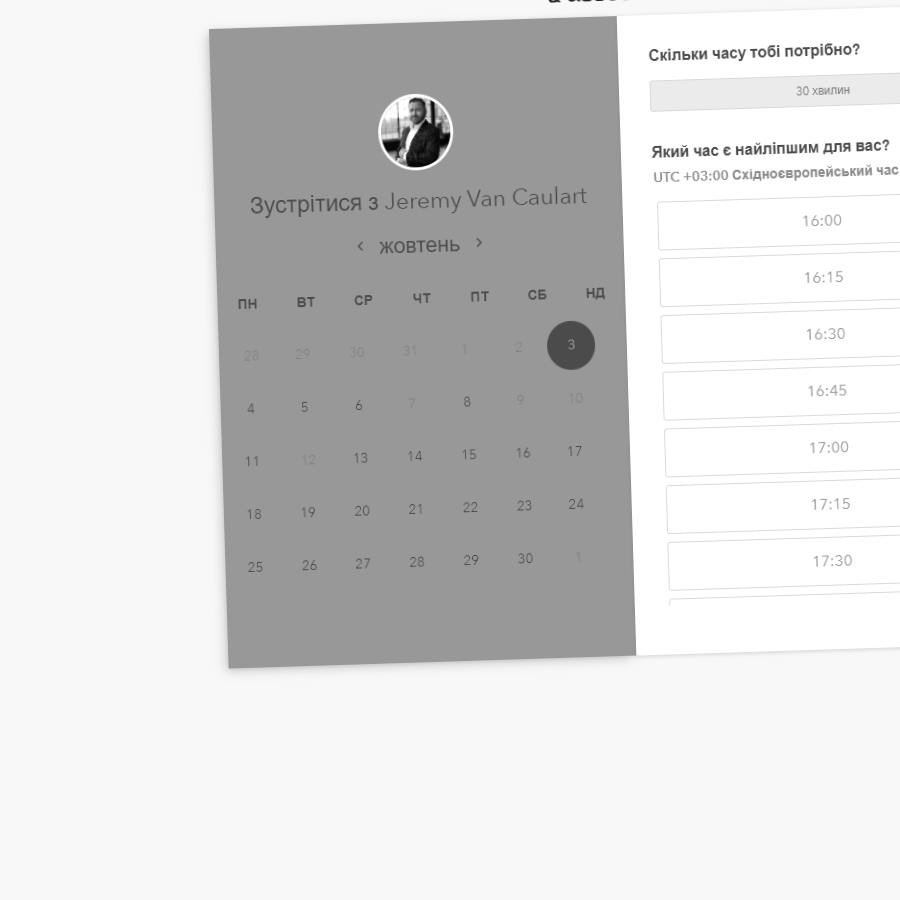 Зустрітися з Jeremy Van Caulart
‹ жовтень ›
ПН ВТ СР ЧТ ПТ СБ НД
28 29 30 31 1 2 3
4 5 6 7 8 9 10
11 12 13 14 15 16 17
18 19 20 21 22 23 24
25 26 27 28 29 30 1
Скільки часу тобі потрібно?
30 хвилин
Який час є найліпшим для вас?
UTC +03:00 Східноєвропейський час
16:00
16:15
16:30
16:45
17:00
17:15
17:30